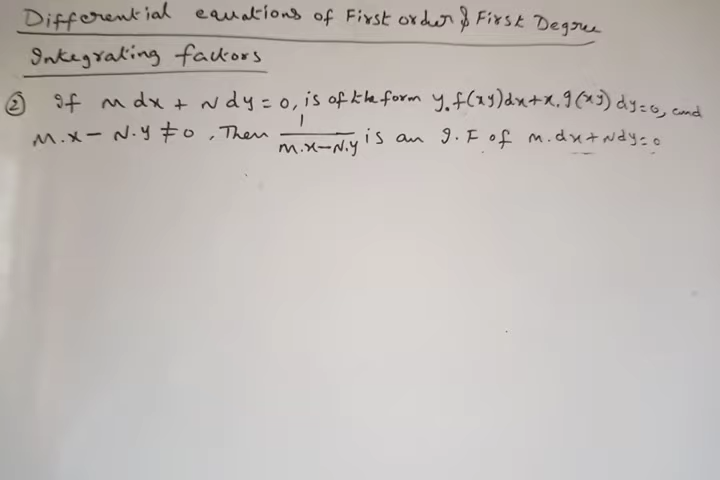 Differential equations of First order & First Degree
Integrating factors
② If M dx + N dy = 0, is of the form y.f(xy)dx+x.g(xy)dy=0, and
M.x - N.y ≠ 0, Then 1/(M.x-N.y) is an I.F of M.dx+Ndy=0